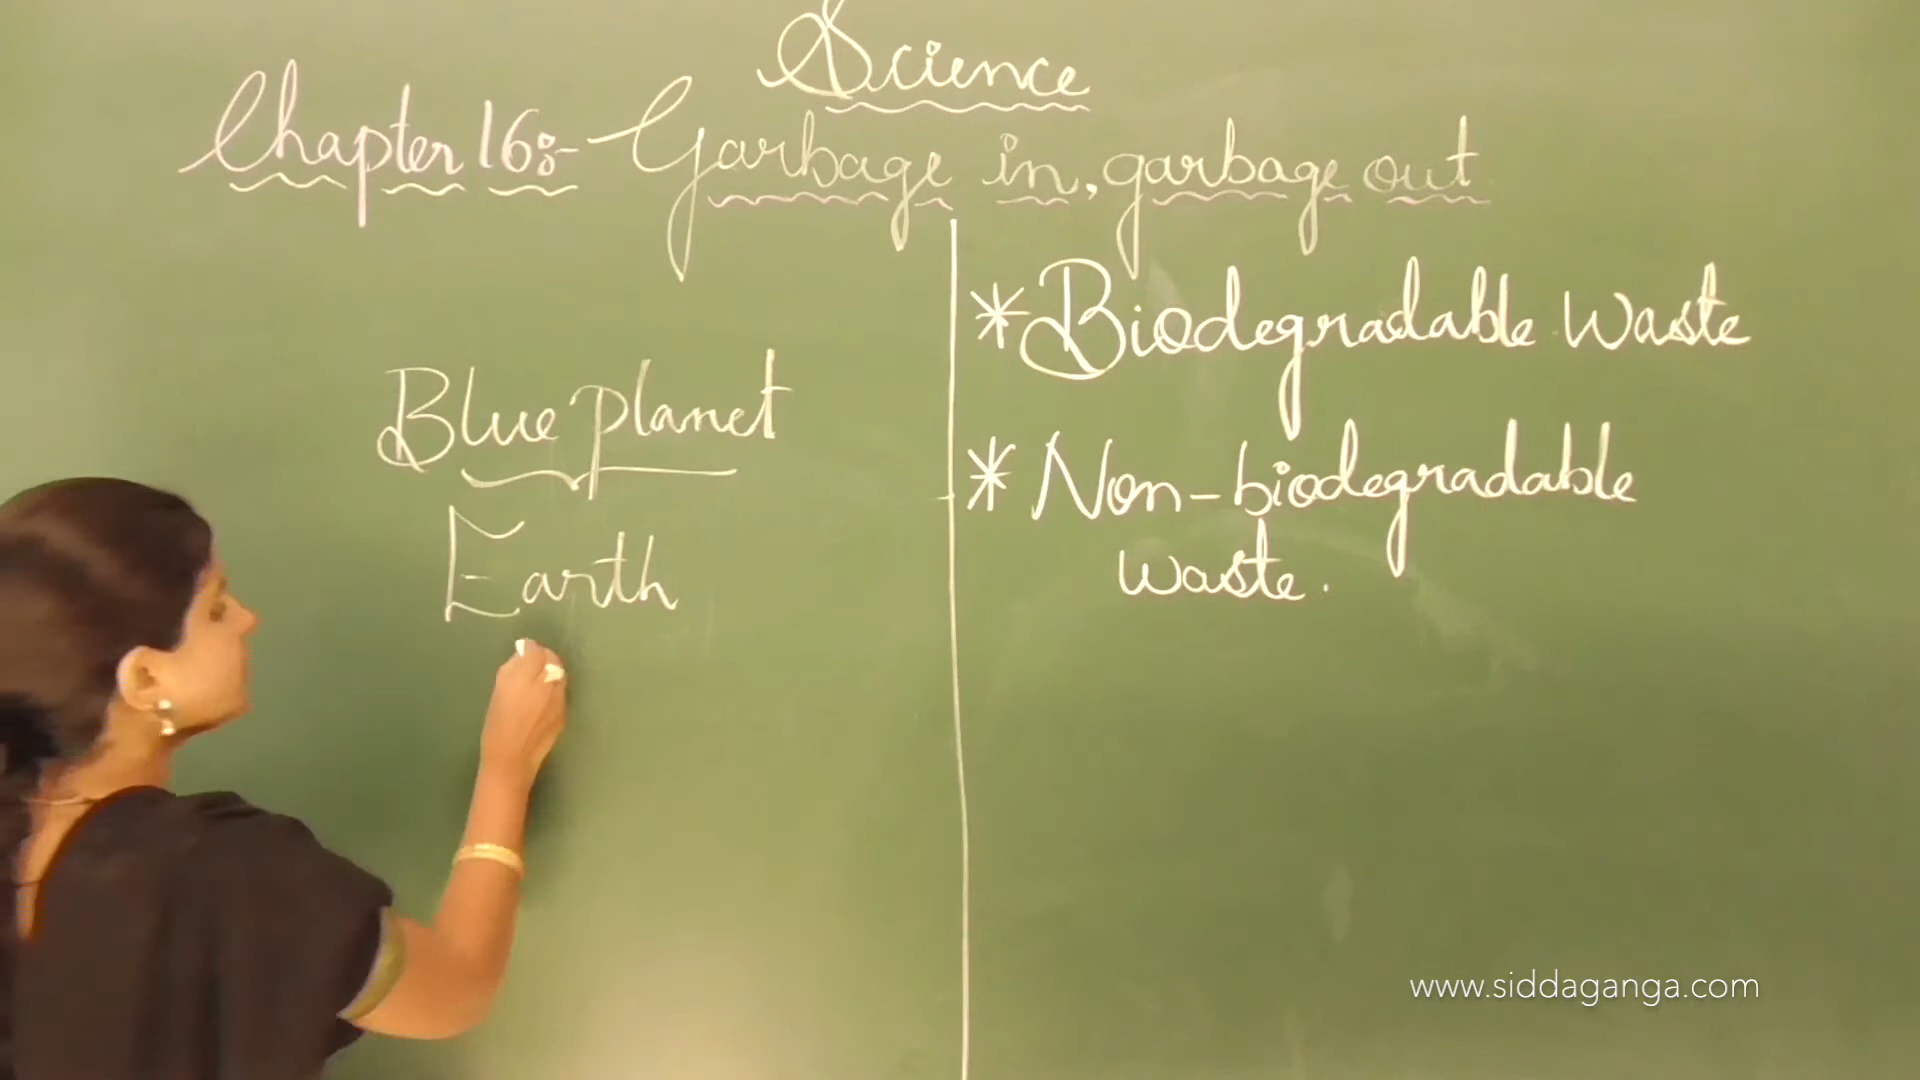 Science
Chapter 16:- Garbage in, garbage out
Blue planet
Earth
* Biodegradable Waste
* Non-biodegradable
waste.
www.siddaganga.com